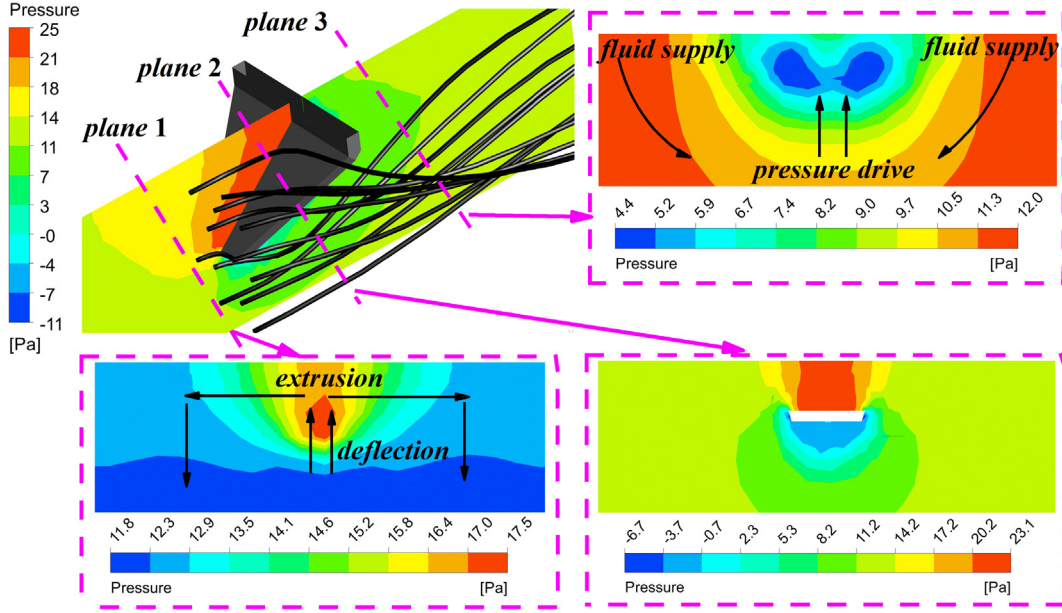 Pressure
25
21
18
14
11
7
3
-0
-4
-7
-11
[Pa]
plane 1
plane 2
plane 3
fluid supply
fluid supply
pressure drive
4.4 5.2 5.9 6.7 7.4 8.2 9.0 9.7 10.5 11.3 12.0
Pressure [Pa]
extrusion
deflection
11.8 12.3 12.9 13.5 14.1 14.6 15.2 15.8 16.4 17.0 17.5
Pressure [Pa]
-6.7 -3.7 -0.7 2.3 5.3 8.2 11.2 14.2 17.2 20.2 23.1
Pressure [Pa]